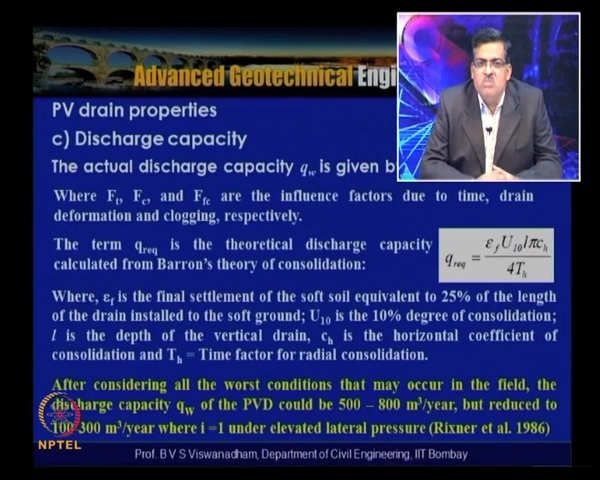 Advanced Geotechnical Engi
PV drain properties
c) Discharge capacity
The actual discharge capacity qw is given b
Where Ft, Fc, and Ffc are the influence factors due to time, drain
deformation and clogging, respectively.
The term qreq is the theoretical discharge capacity
calculated from Barron's theory of consolidation:
qreq = εf U10 lπch / 4Th
Where, εf is the final settlement of the soft soil equivalent to 25% of the length
of the drain installed to the soft ground; U10 is the 10% degree of consolidation;
l is the depth of the vertical drain, ch is the horizontal coefficient of
consolidation and Th = Time factor for radial consolidation.
After considering all the worst conditions that may occur in the field, the
discharge capacity qW of the PVD could be 500 – 800 m³/year, but reduced to
100-300 m³/year where i =1 under elevated lateral pressure (Rixner et al. 1986)
NPTEL
Prof. B V S Viswanadham, Department of Civil Engineering, IIT Bombay